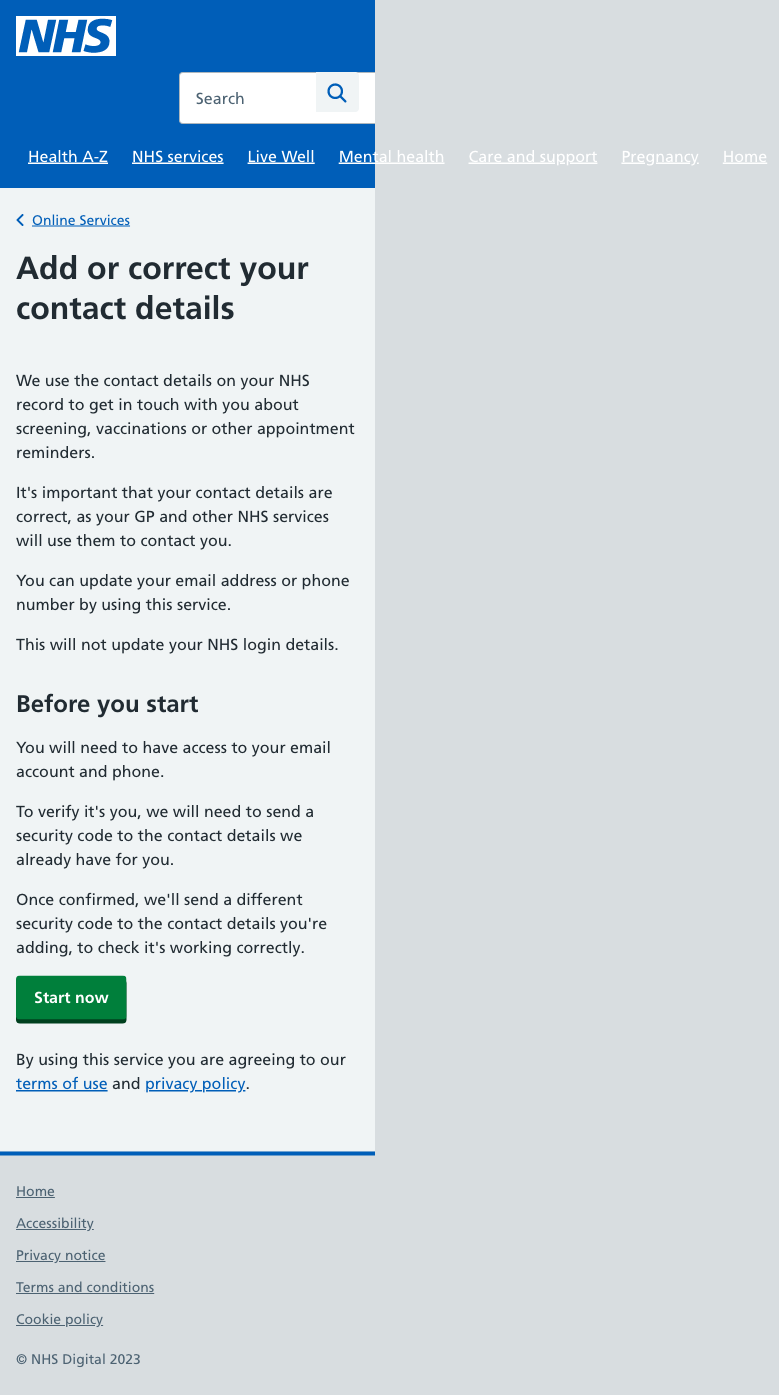 NHS
Search
Health A-Z NHS services Live Well Mental health Care and support Pregnancy Home
Online Services
Add or correct your
contact details
We use the contact details on your NHS
record to get in touch with you about
screening, vaccinations or other appointment
reminders.
It's important that your contact details are
correct, as your GP and other NHS services
will use them to contact you.
You can update your email address or phone
number by using this service.
This will not update your NHS login details.
Before you start
You will need to have access to your email
account and phone.
To verify it's you, we will need to send a
security code to the contact details we
already have for you.
Once confirmed, we'll send a different
security code to the contact details you're
adding, to check it's working correctly.
Start now
By using this service you are agreeing to our
terms of use and privacy policy.
Home
Accessibility
Privacy notice
Terms and conditions
Cookie policy
© NHS Digital 2023